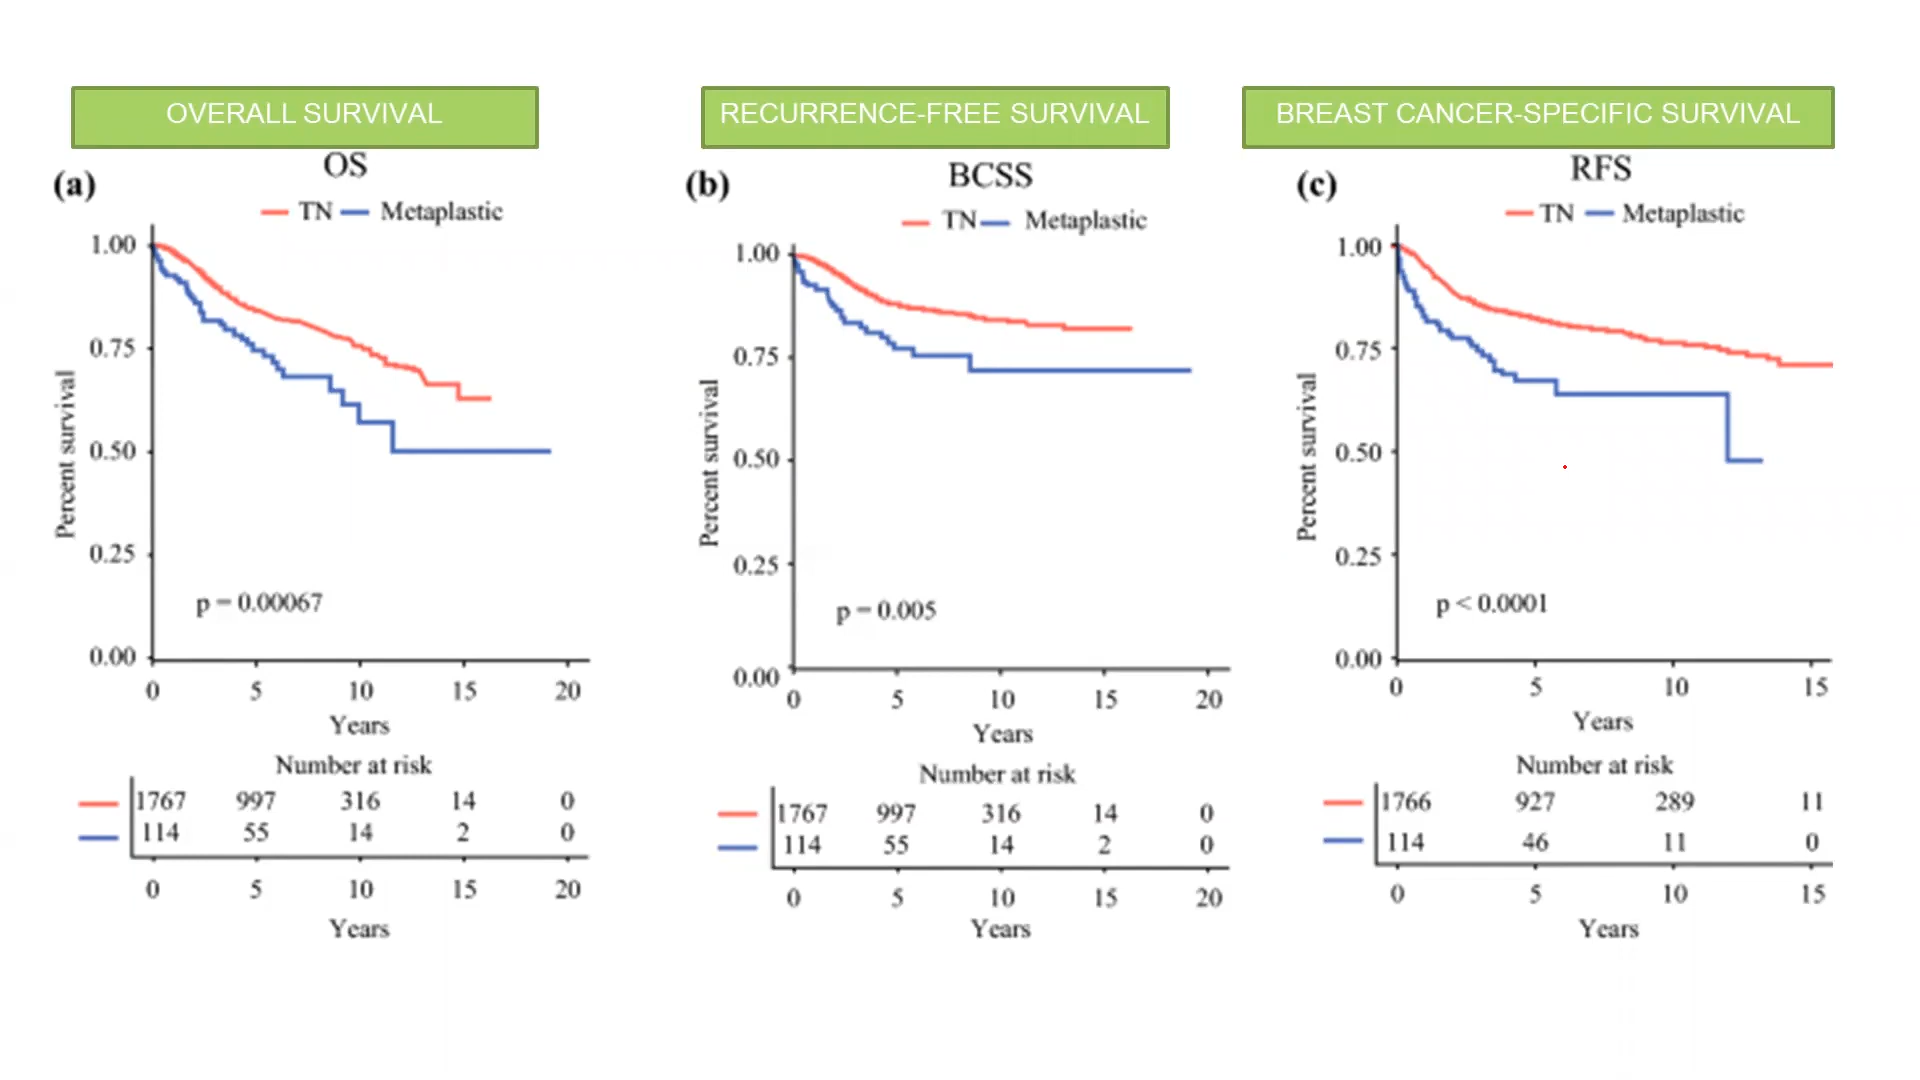 OVERALL SURVIVAL
(a)
OS
TN Metaplastic
1.00
0.75
0.50
0.25
0.00
Percent survival
p = 0.00067
0 5 10 15 20
Years
Number at risk
1767 997 316 14 0
114 55 14 2 0
0 5 10 15 20
Years
RECURRENCE-FREE SURVIVAL
(b)
BCSS
TN Metaplastic
1.00
0.75
0.50
0.25
0.00
Percent survival
p = 0.005
0 5 10 15 20
Years
Number at risk
1767 997 316 14 0
114 55 14 2 0
0 5 10 15 20
Years
BREAST CANCER-SPECIFIC SURVIVAL
(c)
RFS
TN Metaplastic
1.00
0.75
0.50
0.25
0.00
Percent survival
p < 0.0001
0 5 10 15
Years
Number at risk
1766 927 289 11
114 46 11 0
0 5 10 15
Years